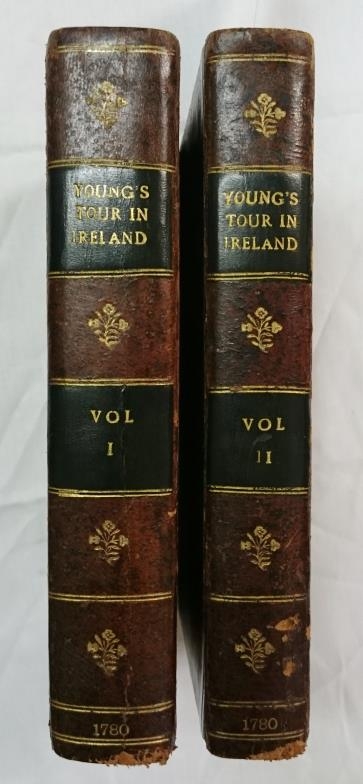 YOUNG'S
TOUR IN
IRELAND
VOL
I
1780
YOUNG'S
TOUR IN
IRELAND
VOL
II
1780